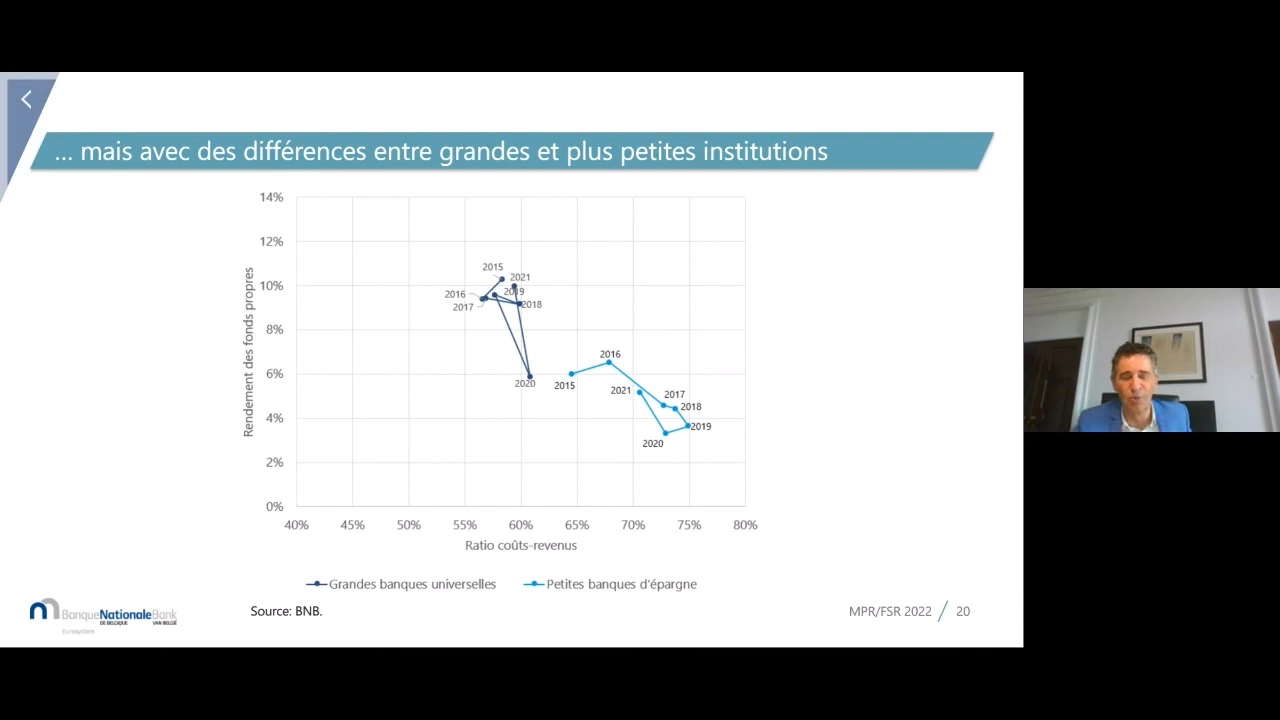 ... mais avec des différences entre grandes et plus petites institutions
14%
12%
10%
8%
6%
4%
2%
0%
Rendement des fonds propres
2015
2021
2016
2019
2017
2018
2020
2016
2015
2021
2017
2018
2019
2020
40% 45% 50% 55% 60% 65% 70% 75% 80%
Ratio coûts-revenus
Grandes banques universelles Petites banques d'épargne
BanqueNationaleBank
DE BELGIQUE VAN BELGIË
Eurosystem
Source: BNB.
MPR/FSR 2022 / 20